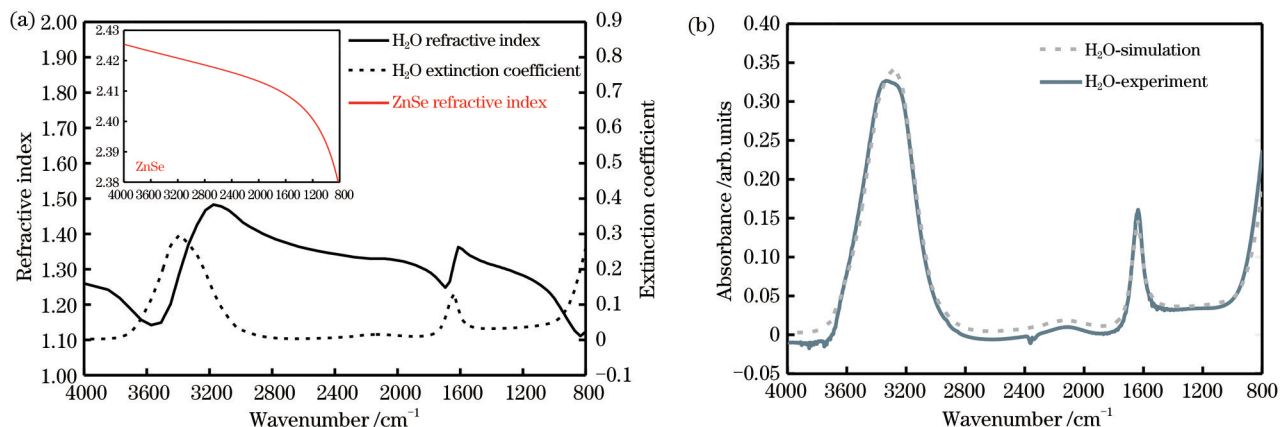 (a)
2.00
1.90
1.80
1.70
1.60
1.50
1.40
1.30
1.20
1.10
1.00
Refractive index
0.9
0.8
0.7
0.6
0.5
0.4
0.3
0.2
0.1
0
−0.1
Extinction coefficient
4000 3600 3200 2800 2400 2000 1600 1200 800
Wavenumber /cm⁻¹
H₂O refractive index
H₂O extinction coefficient
ZnSe refractive index
2.43
2.42
2.41
2.40
2.39
2.38
ZnSe
4000 3600 3200 2800 2400 2000 1600 1200 800
(b)
0.40
0.35
0.30
0.25
0.20
0.15
0.10
0.05
0
−0.05
Absorbance /arb.units
H₂O-simulation
H₂O-experiment
4000 3600 3200 2800 2400 2000 1600 1200 800
Wavenumber /cm⁻¹